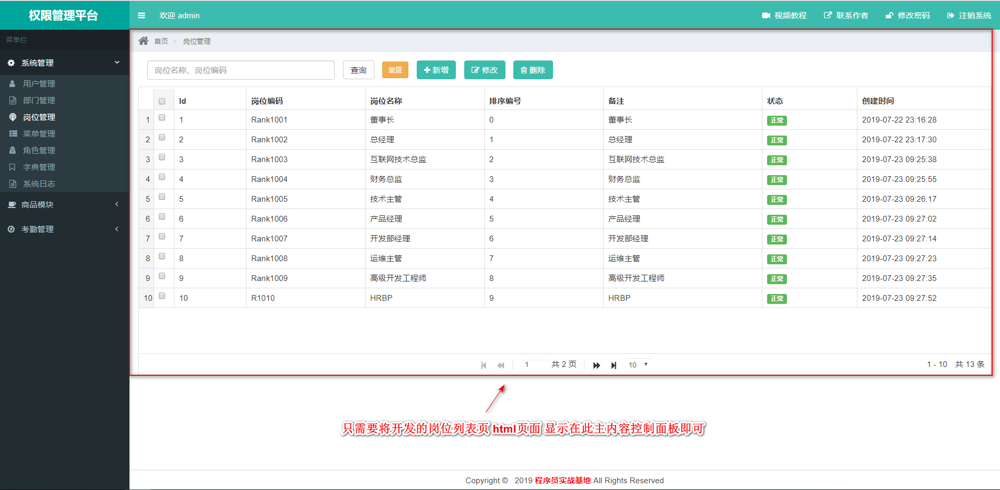 权限管理平台
欢迎 admin
视频教程 联系作者 修改密码 注销系统
菜单栏
系统管理
用户管理
部门管理
岗位管理
菜单管理
角色管理
字典管理
系统日志
商品模块
考勤管理
首页 > 岗位管理
岗位名称、岗位编码 查询 重置 新增 修改 删除
Id 岗位编码 岗位名称 排序编号 备注 状态 创建时间
1 1 Rank1001 董事长 0 董事长 正常 2019-07-22 23:16:28
2 2 Rank1002 总经理 1 总经理 正常 2019-07-22 23:17:30
3 3 Rank1003 互联网技术总监 2 互联网技术总监 正常 2019-07-23 09:25:38
4 4 Rank1004 财务总监 3 财务总监 正常 2019-07-23 09:25:55
5 5 Rank1005 技术主管 4 技术主管 正常 2019-07-23 09:26:17
6 6 Rank1006 产品经理 5 产品经理 正常 2019-07-23 09:27:02
7 7 Rank1007 开发部经理 6 开发部经理 正常 2019-07-23 09:27:14
8 8 Rank1008 运维主管 7 运维主管 正常 2019-07-23 09:27:23
9 9 Rank1009 高级开发工程师 8 高级开发工程师 正常 2019-07-23 09:27:35
10 10 R1010 HRBP 9 HRBP 正常 2019-07-23 09:27:52
1 共 2 页 10 1 - 10 共 13 条
只需要将开发的岗位列表页 html页面 显示在此主内容控制面板即可
Copyright © 2019 程序员实战基地 All Rights Reserved